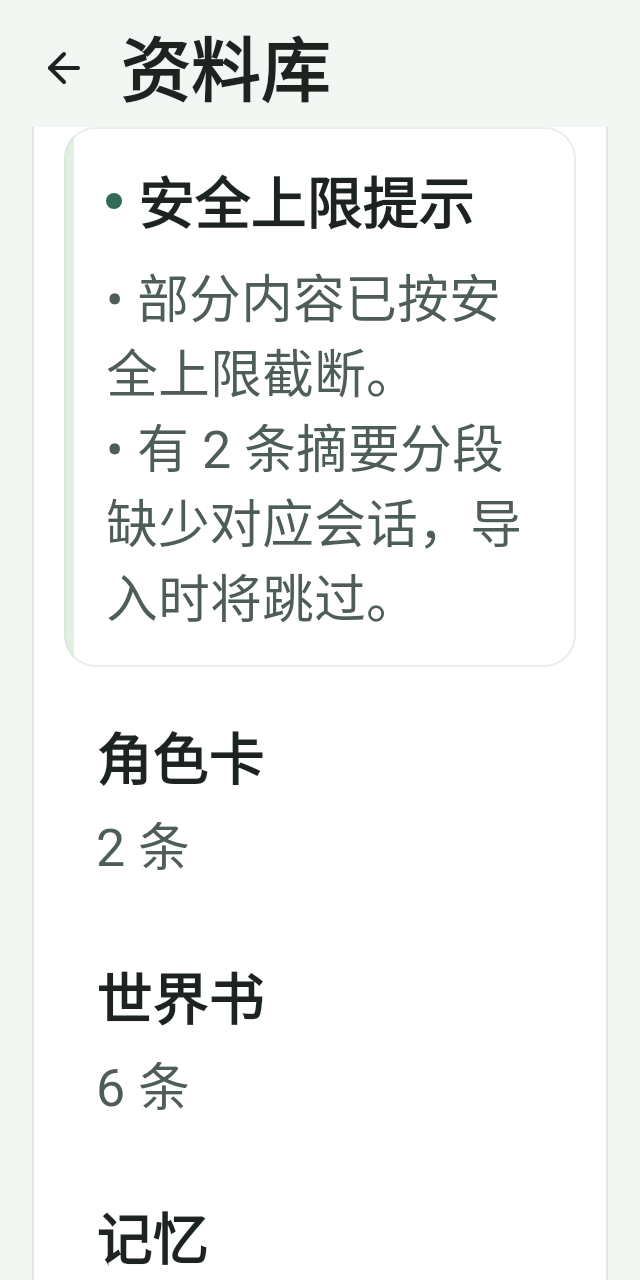 资料库
安全上限提示
• 部分内容已按安
全上限截断。
• 有 2 条摘要分段
缺少对应会话，导
入时将跳过。
角色卡
2 条
世界书
6 条
记忆